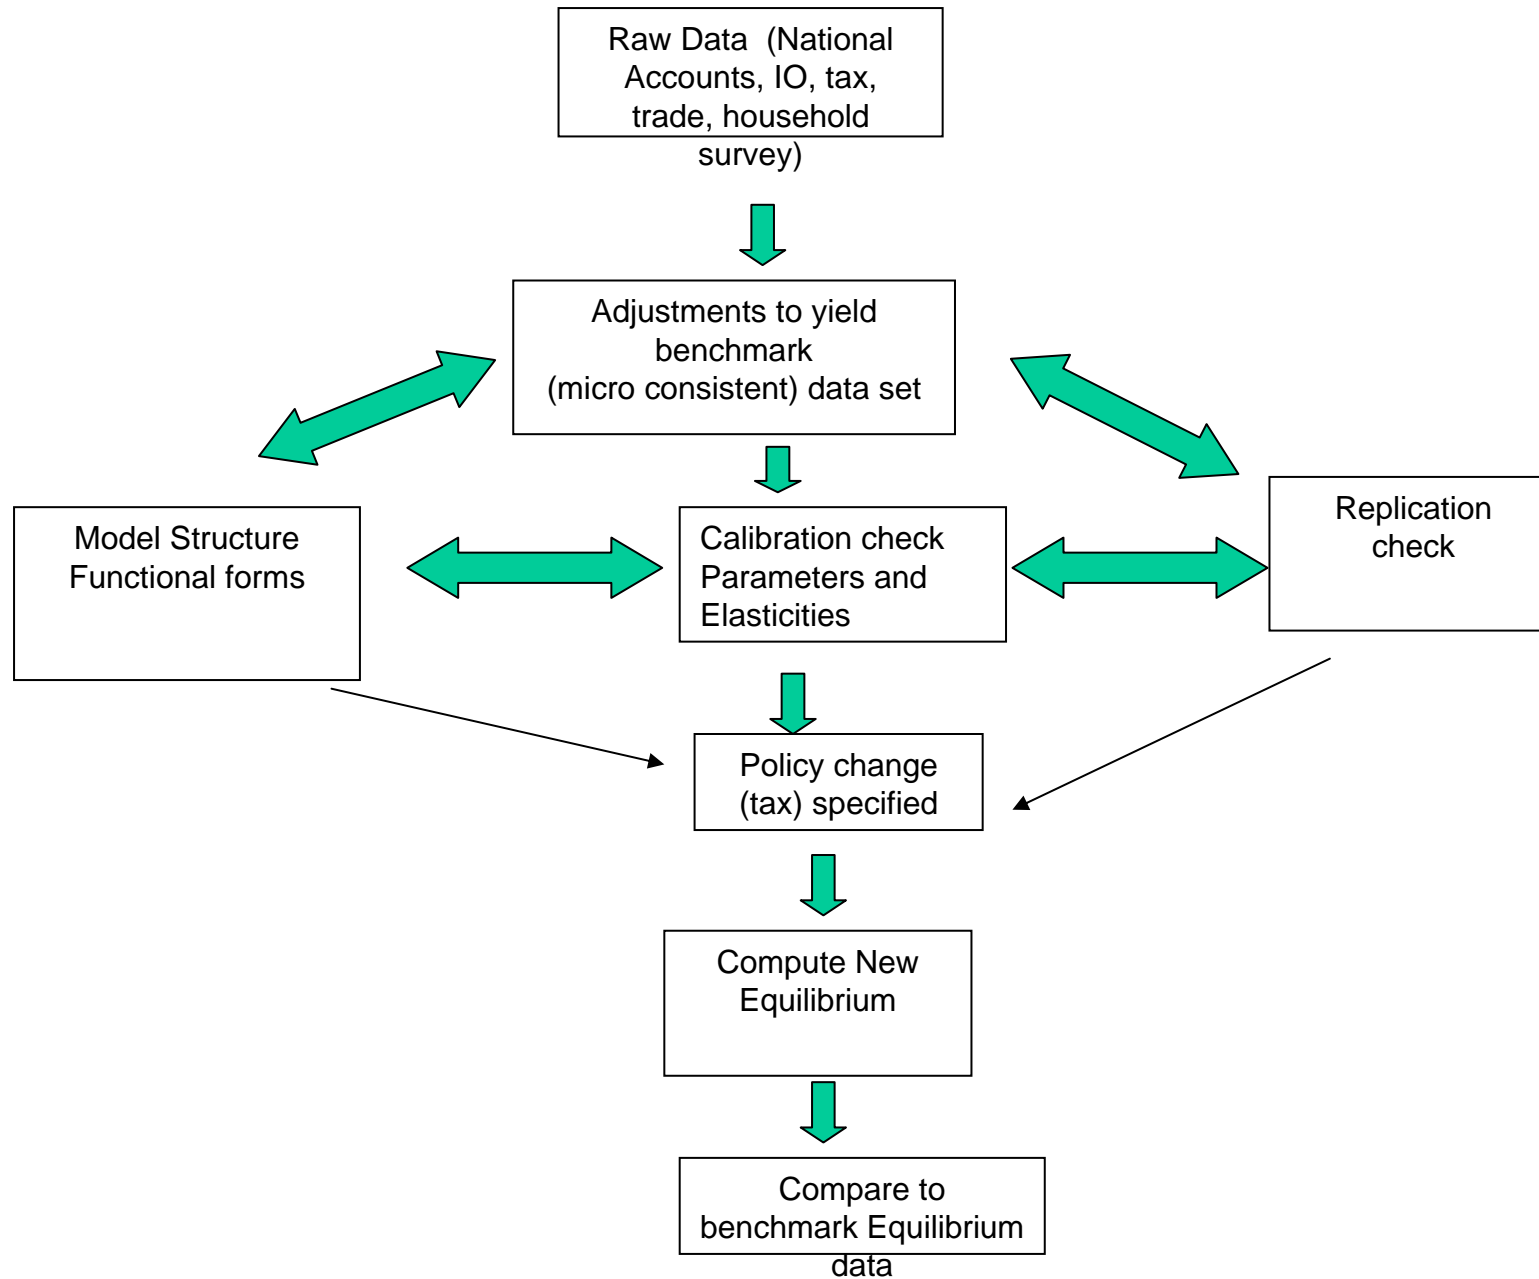 Raw Data  (National
Accounts, IO, tax,
trade, household
survey)
Adjustments to yield
benchmark
(micro consistent) data set
Model Structure
Functional forms
Calibration check
Parameters and
Elasticities
Replication
check
Policy change
(tax) specified
Compute New
Equilibrium
Compare to
benchmark Equilibrium
data